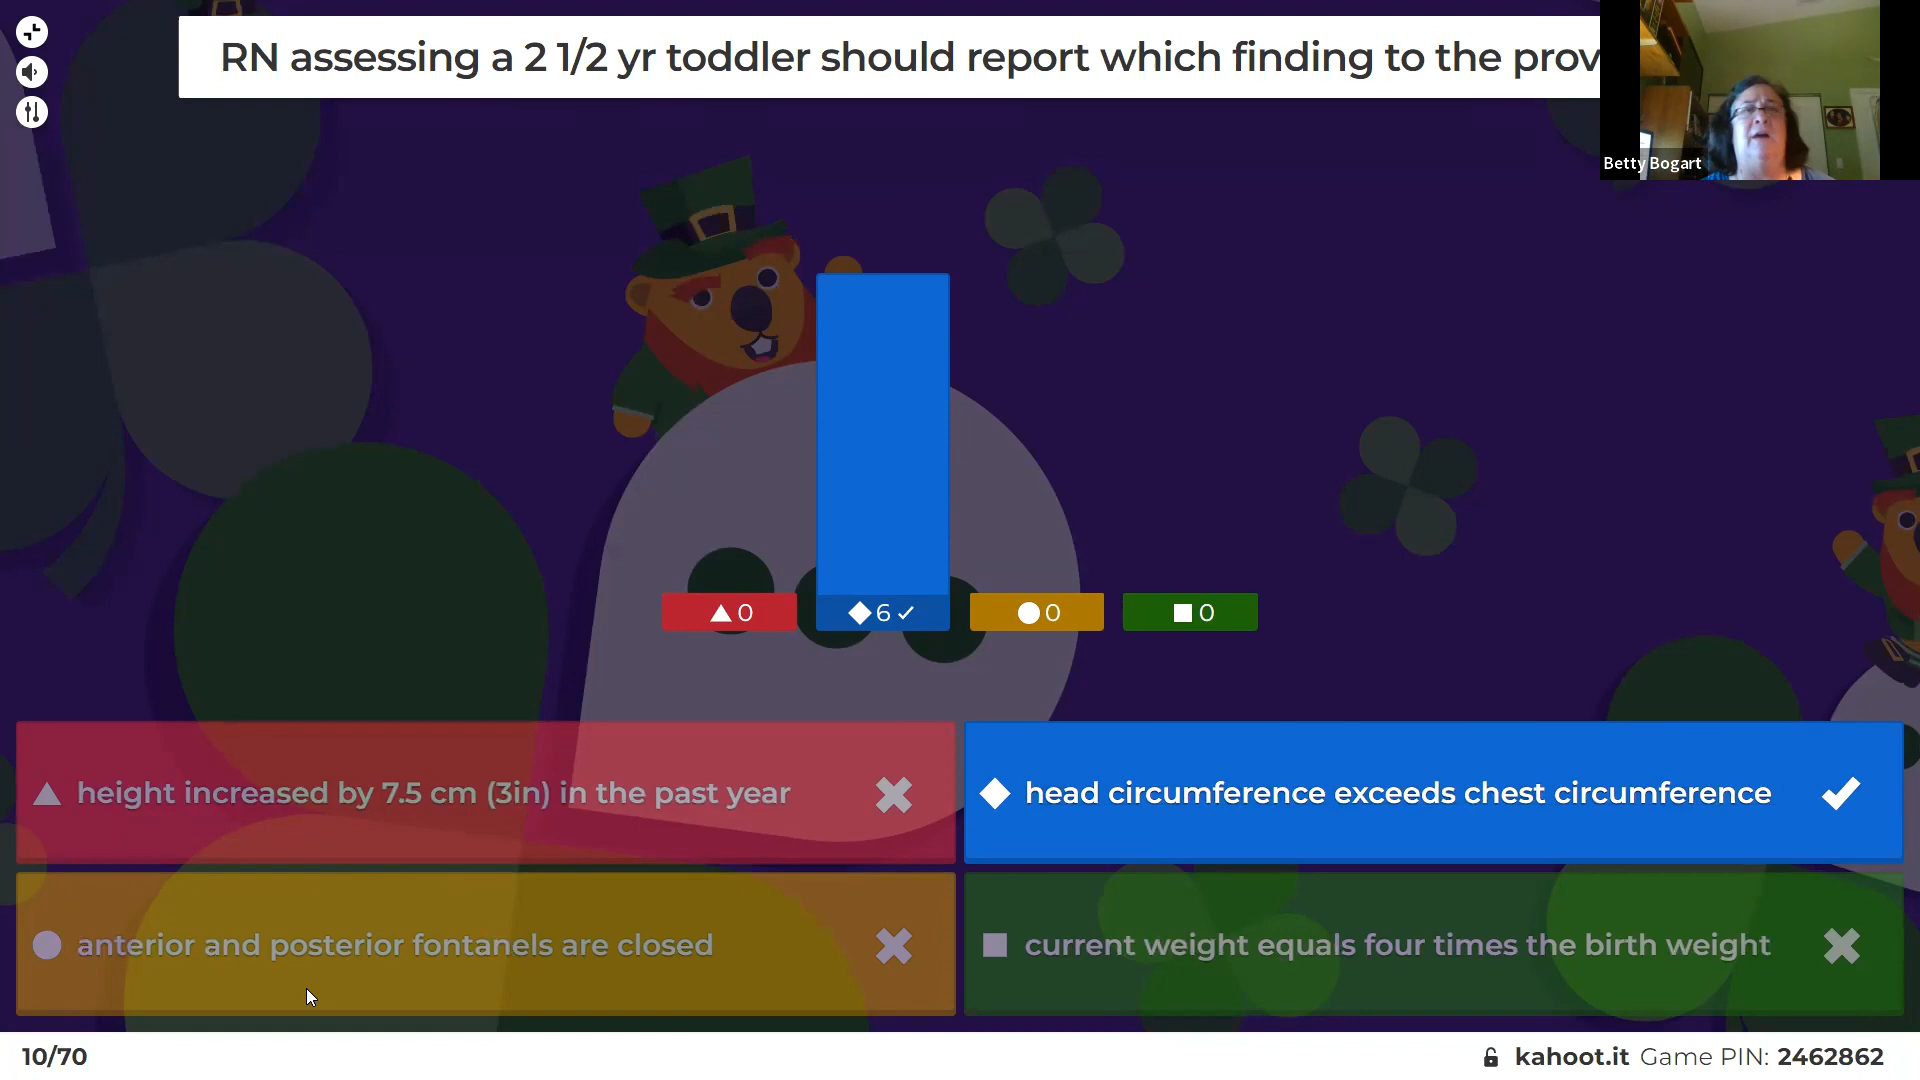 RN assessing a 2 1/2 yr toddler should report which finding to the prov
Betty Bogart
0
6
0
0
height increased by 7.5 cm (3in) in the past year
head circumference exceeds chest circumference
anterior and posterior fontanels are closed
current weight equals four times the birth weight
10/70
kahoot.it Game PIN: 2462862